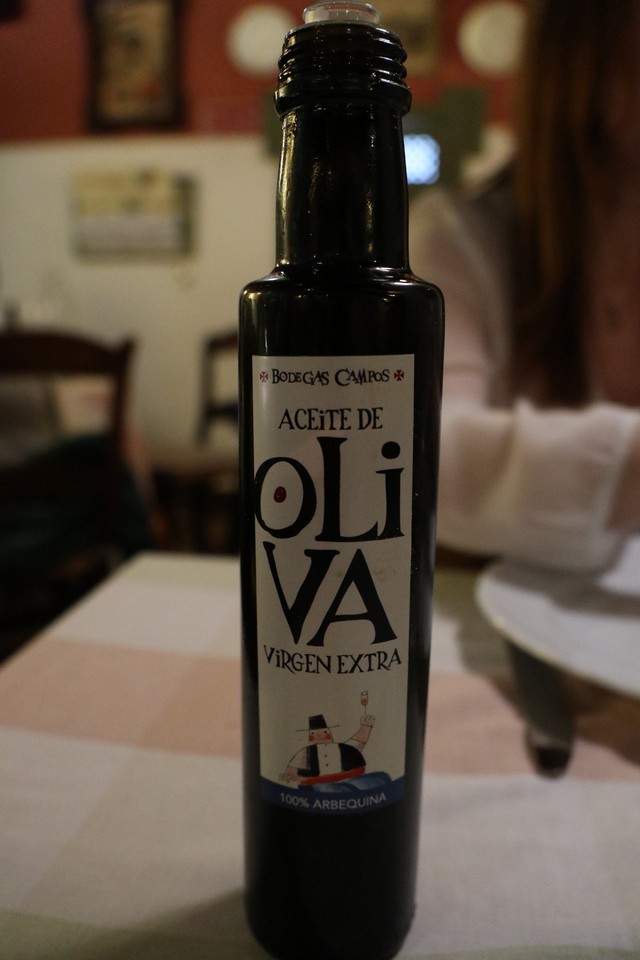 BODEGAS CAMPOS
ACEiTE DE
OLi
VA
ViRGEN EXTRA
100% ARBEQUINA